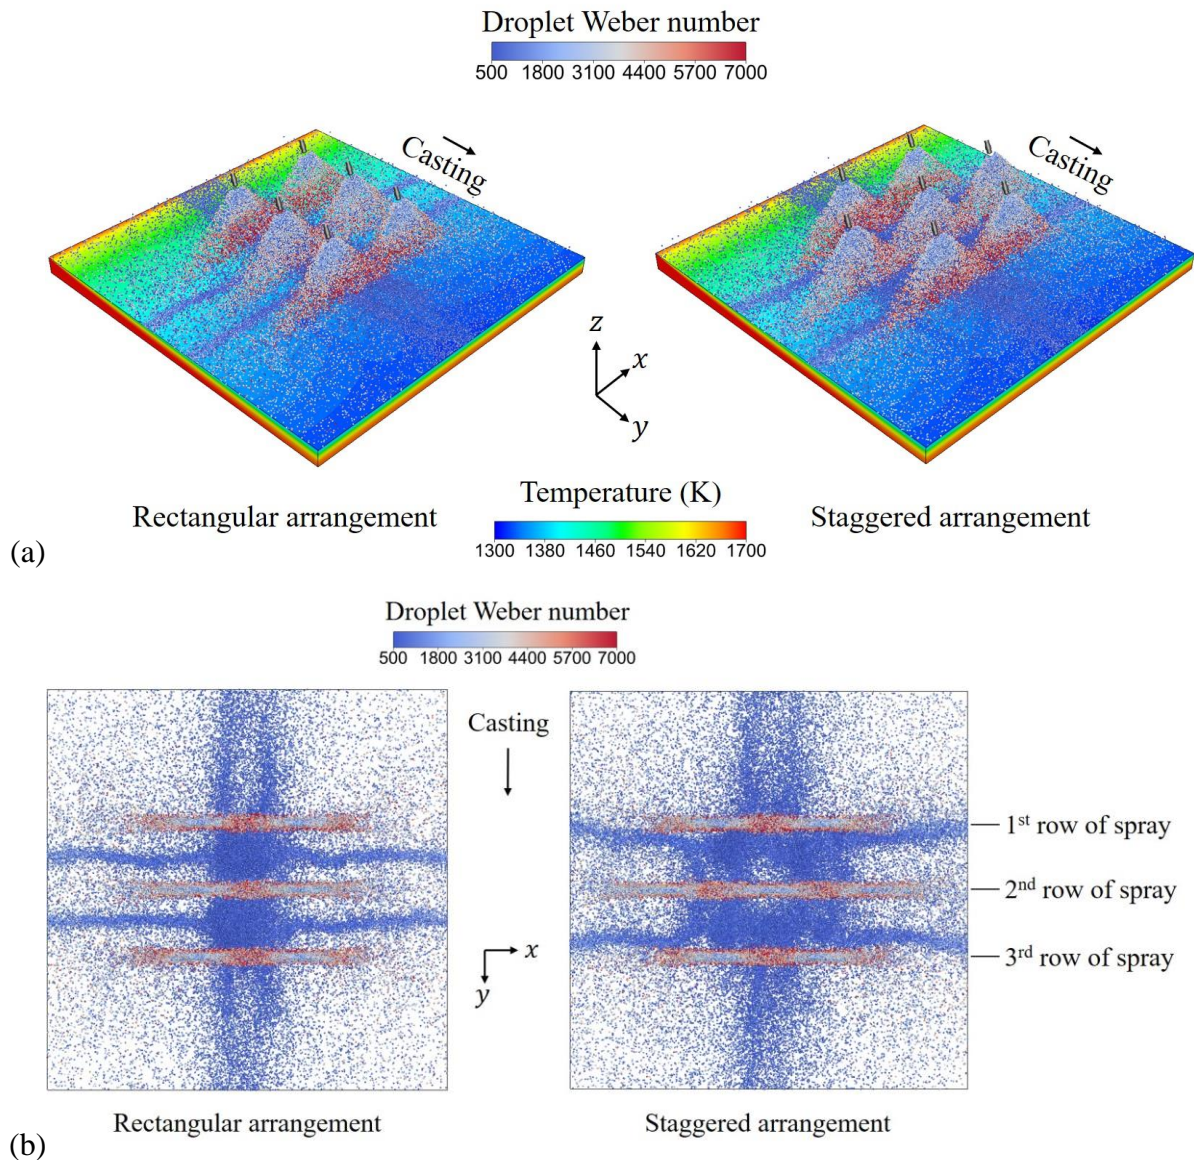 Droplet Weber number
500 1800 3100 4400 5700 7000
Casting
Casting
z
x
y
Rectangular arrangement
Temperature (K)
1300 1380 1460 1540 1620 1700
Staggered arrangement
(a)
Droplet Weber number
500 1800 3100 4400 5700 7000
Casting
1st row of spray
2nd row of spray
3rd row of spray
x
y
Rectangular arrangement
Staggered arrangement
(b)